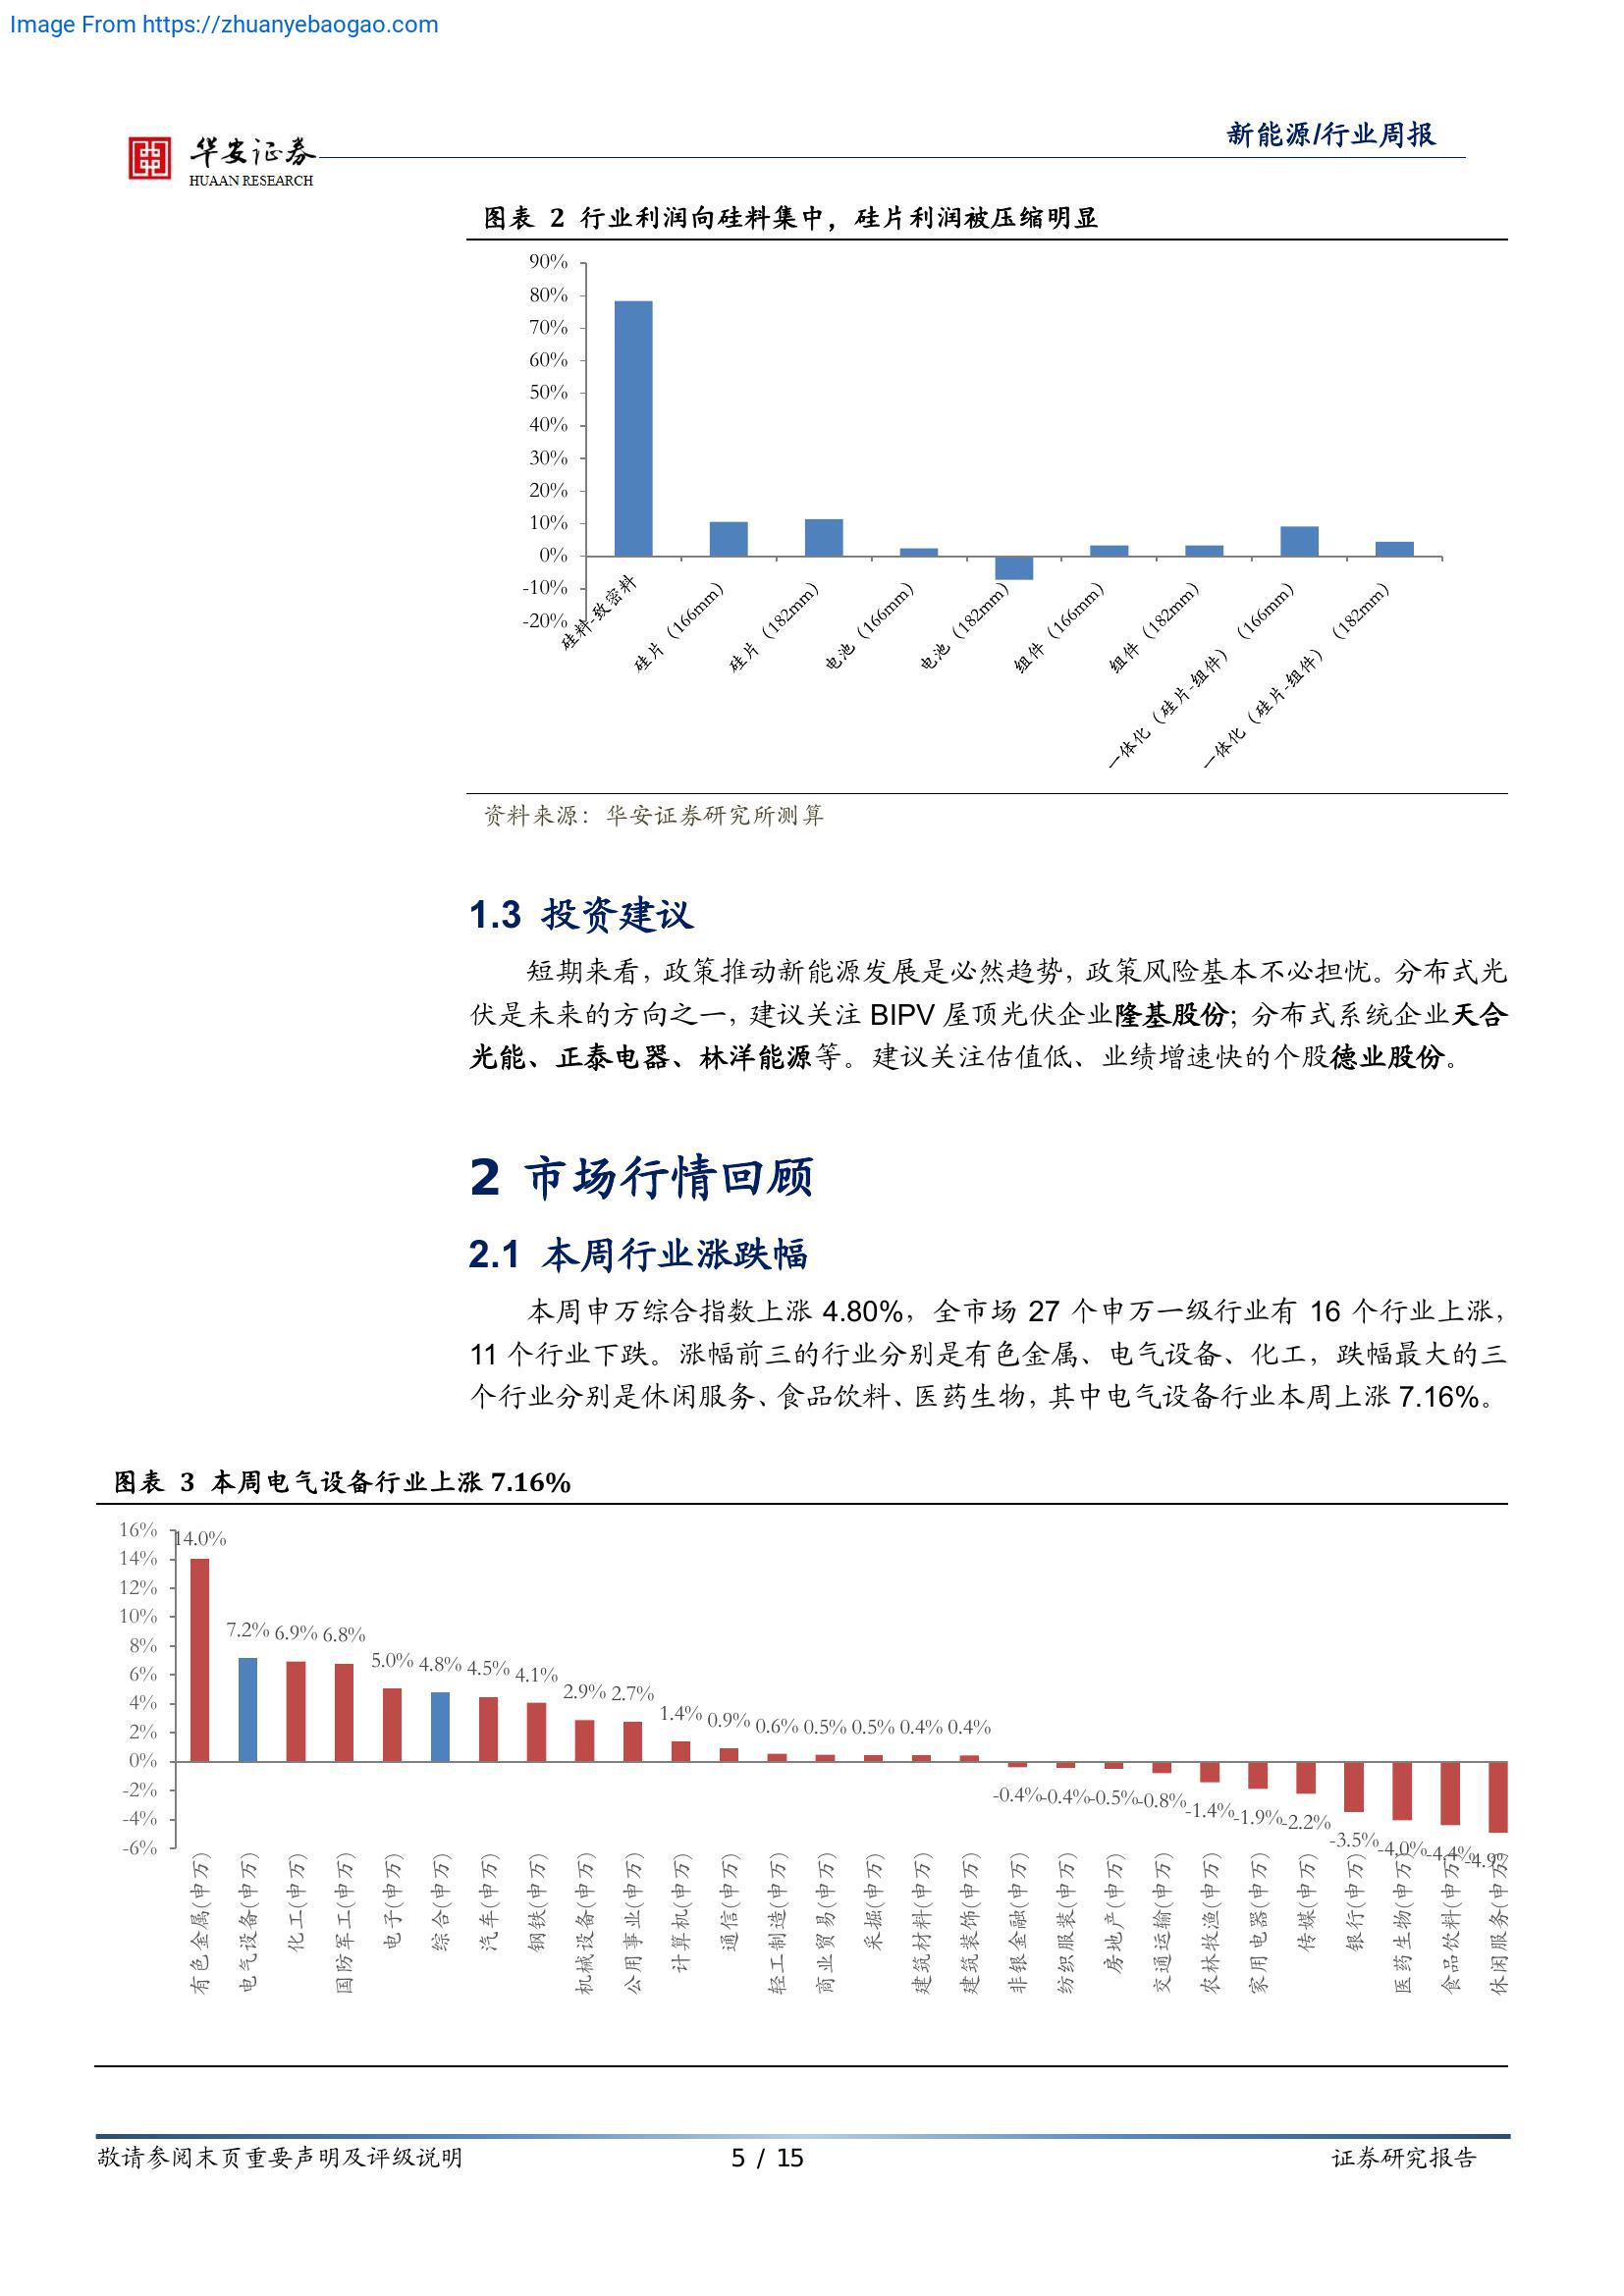 Image From https://zhuanyebaogao.com
华安证券
HUAAN RESEARCH
新能源/行业周报
图表 2 行业利润向硅料集中，硅片利润被压缩明显
90%
80%
70%
60%
50%
40%
30%
20%
10%
0%
-10%
-20%
硅料-致密料
硅片（166mm）
硅片（182mm）
电池（166mm）
电池（182mm）
组件（166mm）
组件（182mm）
一体化（硅片-组件）（166mm）
一体化（硅片-组件）（182mm）
资料来源：华安证券研究所测算
1.3 投资建议
短期来看，政策推动新能源发展是必然趋势，政策风险基本不必担忧。分布式光
伏是未来的方向之一，建议关注 BIPV 屋顶光伏企业隆基股份；分布式系统企业天合
光能、正泰电器、林洋能源等。建议关注估值低、业绩增速快的个股德业股份。
2 市场行情回顾
2.1 本周行业涨跌幅
本周申万综合指数上涨 4.80%，全市场 27 个申万一级行业有 16 个行业上涨，
11 个行业下跌。涨幅前三的行业分别是有色金属、电气设备、化工，跌幅最大的三
个行业分别是休闲服务、食品饮料、医药生物，其中电气设备行业本周上涨 7.16%。
图表 3 本周电气设备行业上涨 7.16%
16%
14%
12%
10%
8%
6%
4%
2%
0%
-2%
-4%
-6%
14.0%
7.2% 6.9% 6.8%
5.0% 4.8% 4.5% 4.1%
2.9% 2.7%
1.4% 0.9% 0.6% 0.5% 0.5% 0.4% 0.4%
-0.4% -0.4% -0.5% -0.8% -1.4% -1.9% -2.2%
-3.5% -4.0% -4.4% -4.9%
有色金属(申万)
电气设备(申万)
化工(申万)
国防军工(申万)
电子(申万)
综合(申万)
汽车(申万)
钢铁(申万)
机械设备(申万)
公用事业(申万)
计算机(申万)
通信(申万)
轻工制造(申万)
商业贸易(申万)
采掘(申万)
建筑材料(申万)
建筑装饰(申万)
非银金融(申万)
纺织服装(申万)
房地产(申万)
交通运输(申万)
农林牧渔(申万)
家用电器(申万)
传媒(申万)
银行(申万)
医药生物(申万)
食品饮料(申万)
休闲服务(申万)
敬请参阅末页重要声明及评级说明
5 / 15
证券研究报告